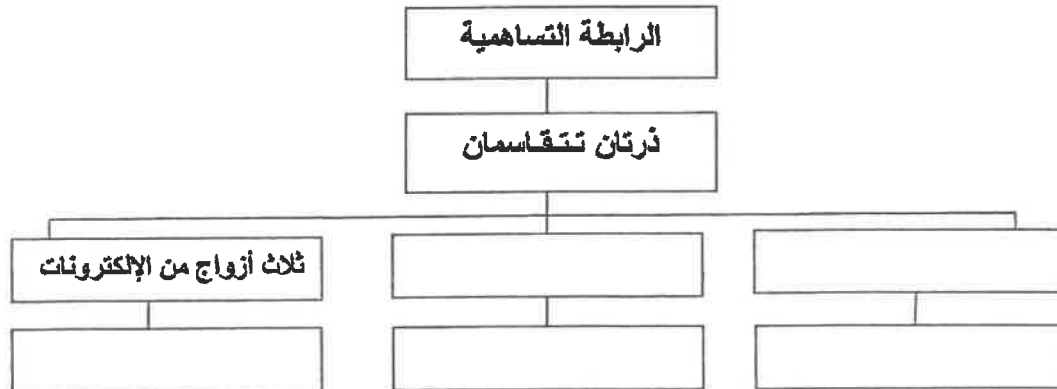 الرابطة التساهمية
ذرتان تتقاسمان
ثلاث أزواج من الإلكترونات